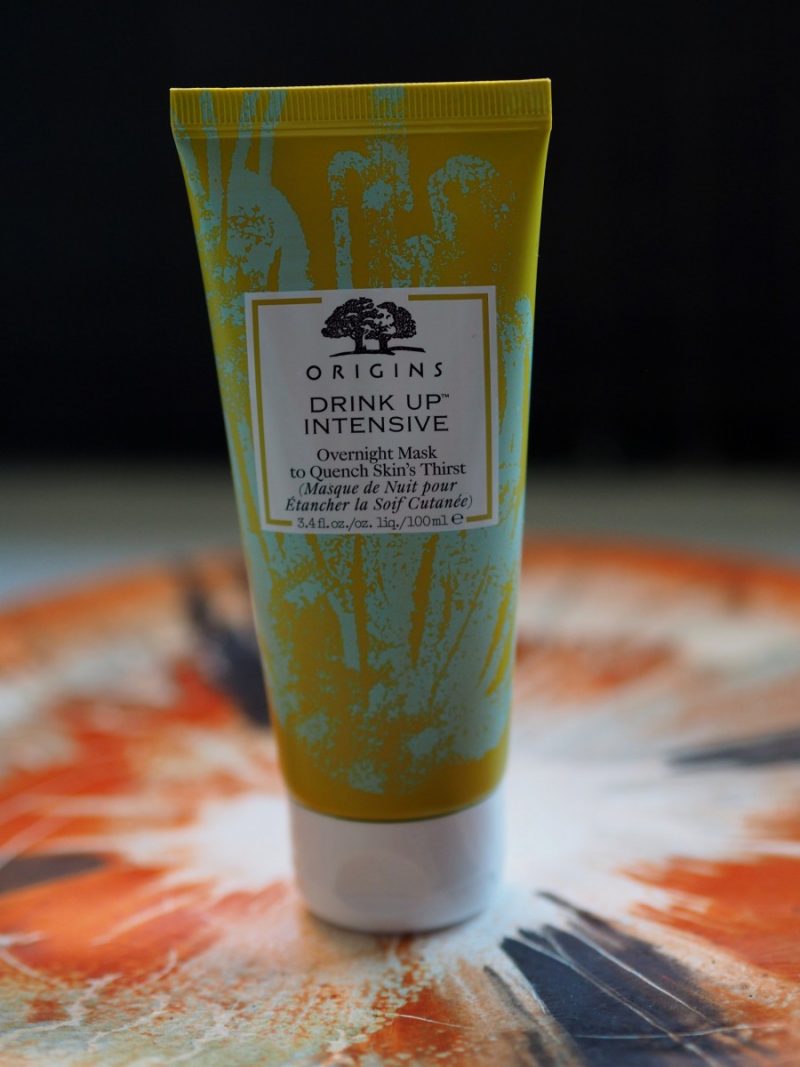 ORIGINS
DRINK UP™
INTENSIVE
Overnight Mask
to Quench Skin's Thirst
(Masque de Nuit pour
Étancher la Soif Cutanée)
3.4 fl. oz./oz. liq./100 ml ℮